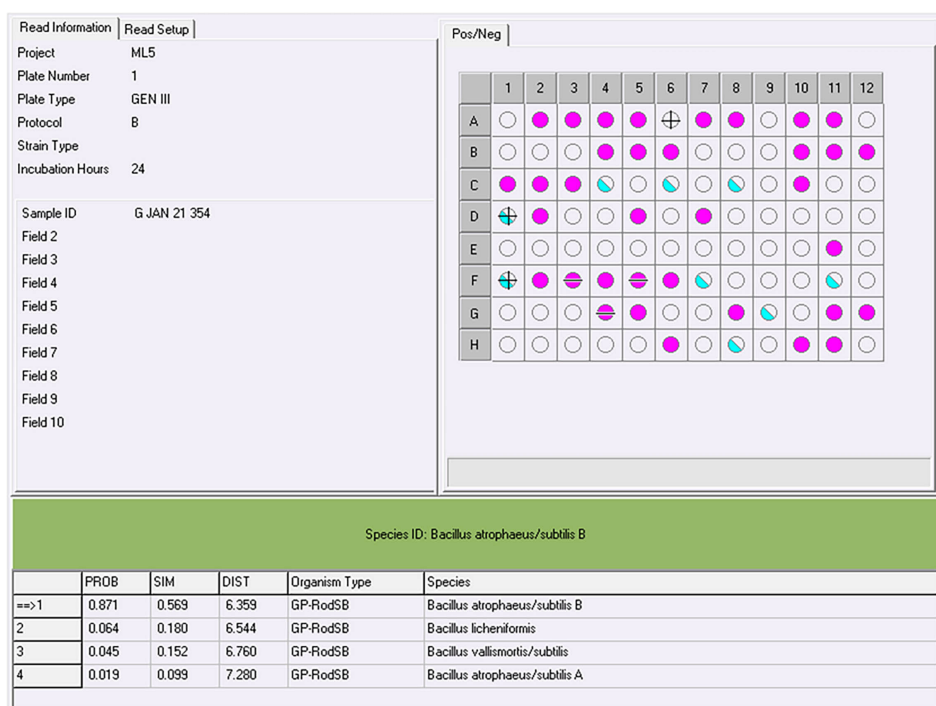 Read Information Read Setup
Project ML5
Plate Number 1
Plate Type GEN III
Protocol B
Strain Type
Incubation Hours 24
Sample ID G JAN 21 354
Field 2
Field 3
Field 4
Field 5
Field 6
Field 7
Field 8
Field 9
Field 10
Pos/Neg
1 2 3 4 5 6 7 8 9 10 11 12
A
B
C
D
E
F
G
H
Species ID: Bacillus atrophaeus/subtilis B
PROB SIM DIST Organism Type Species
==>1 0.871 0.569 6.359 GP-RodSB Bacillus atrophaeus/subtilis B
2 0.064 0.180 6.544 GP-RodSB Bacillus licheniformis
3 0.045 0.152 6.760 GP-RodSB Bacillus vallismortis/subtilis
4 0.019 0.099 7.280 GP-RodSB Bacillus atrophaeus/subtilis A